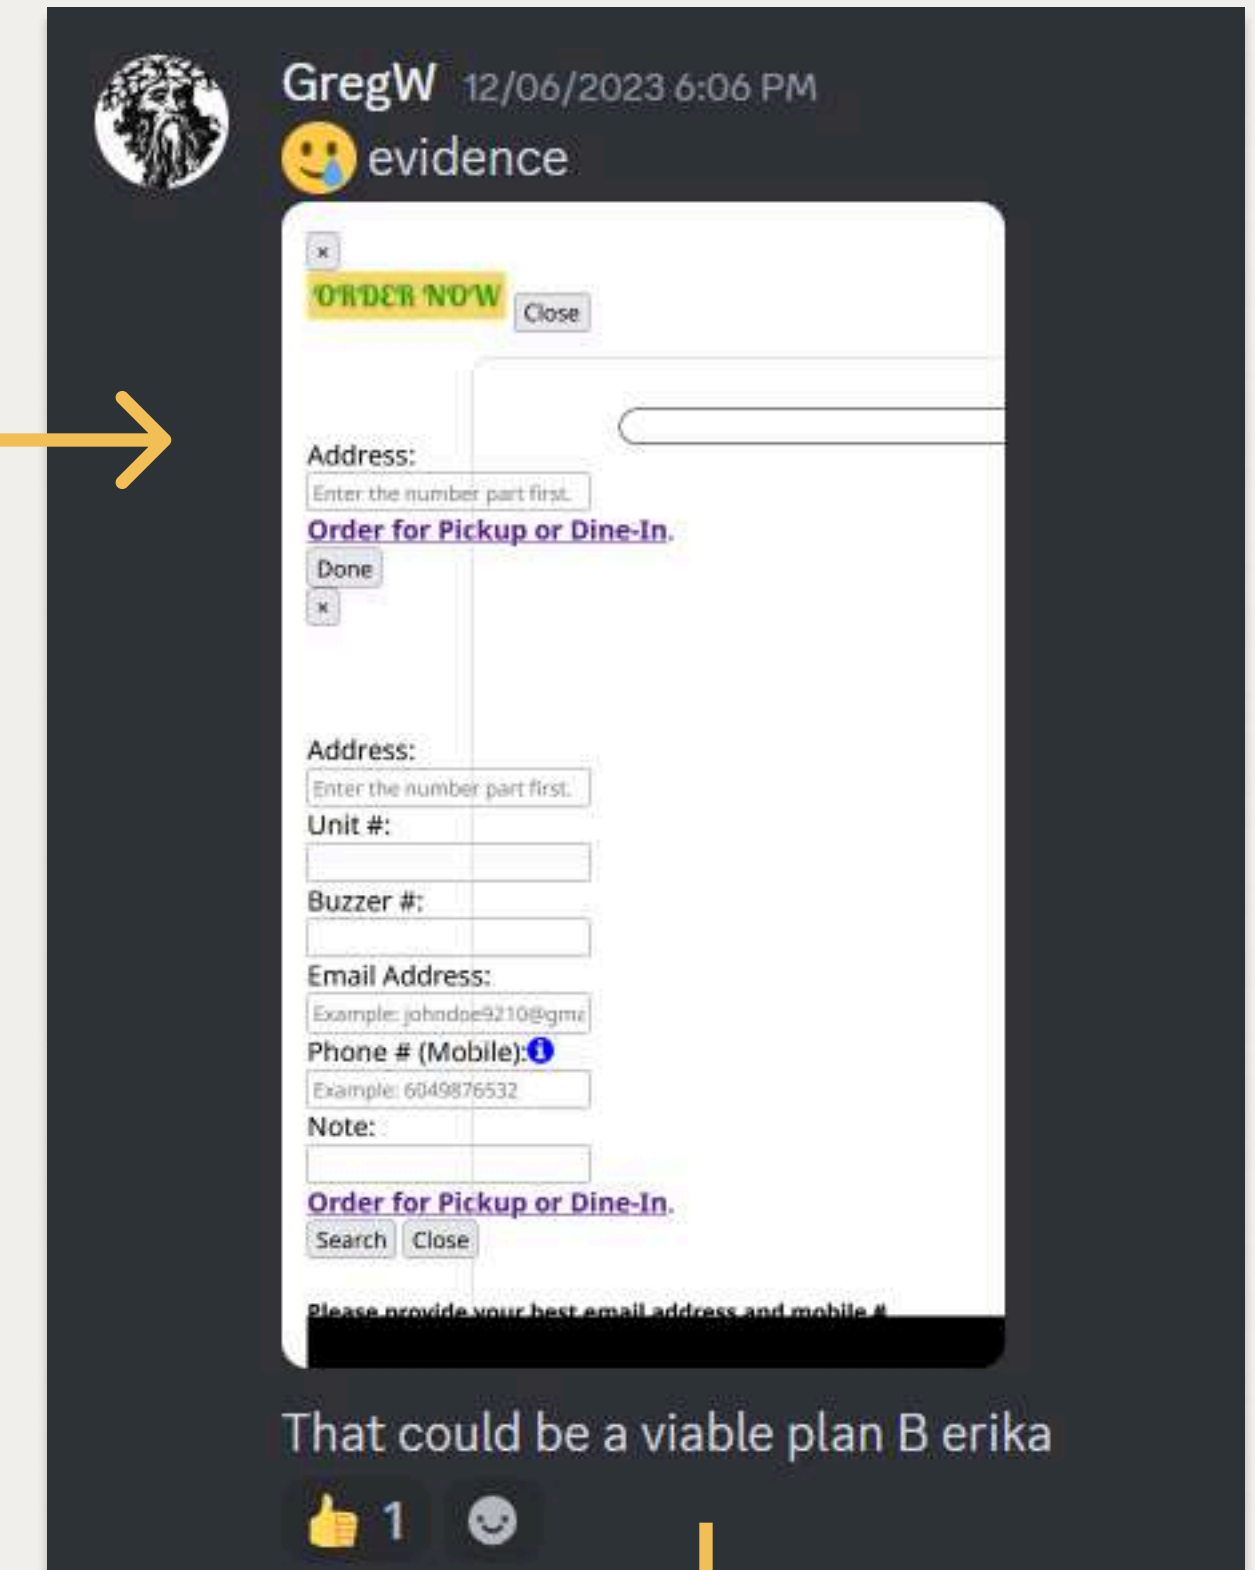 GregW 12/06/2023 6:06 PM
🥲 evidence
×
ORDER NOW Close
Address:
Enter the number part first.
Order for Pickup or Dine-In.
Done
×
Address:
Enter the number part first.
Unit #:
Buzzer #:
Email Address:
Example: johndoe9210@gma
Phone # (Mobile):
Example: 6049876532
Note:
Order for Pickup or Dine-In.
Search Close
Please provide your best email address and mobile #
That could be a viable plan B erika
👍 1